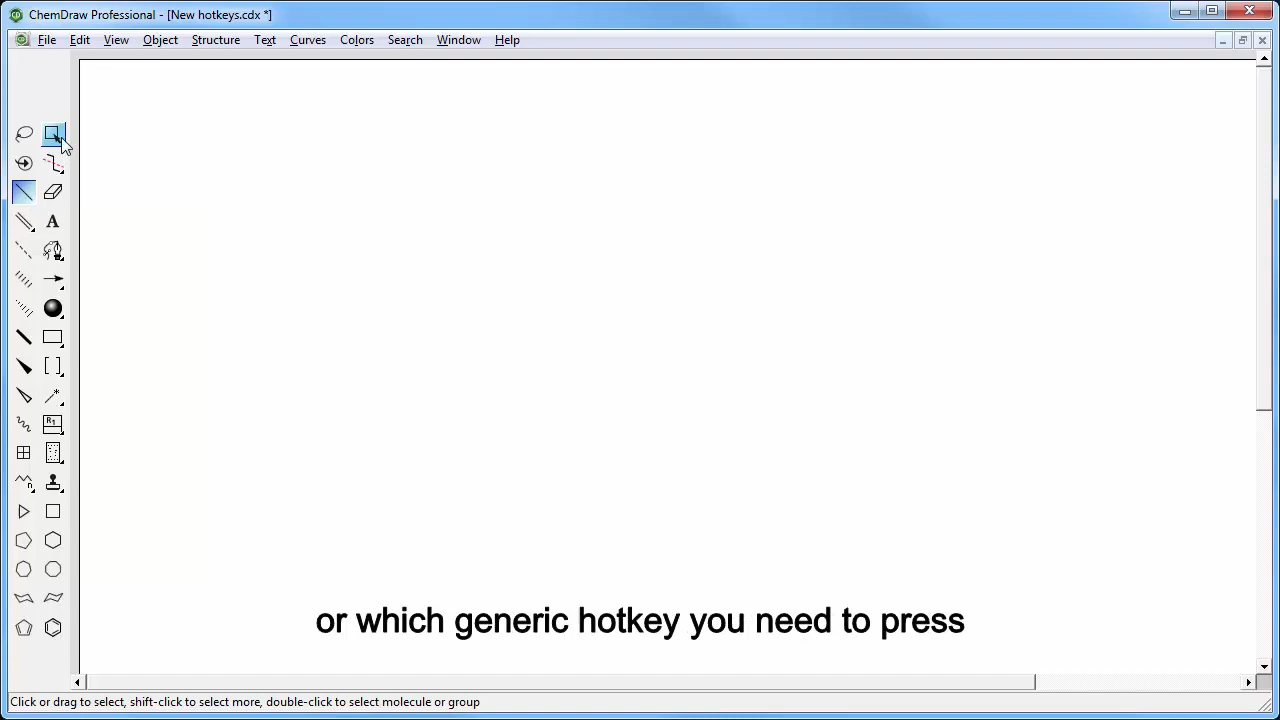 ChemDraw Professional - [New hotkeys.cdx *]
File Edit View Object Structure Text Curves Colors Search Window Help
A
R1
n
or which generic hotkey you need to press
Click or drag to select, shift-click to select more, double-click to select molecule or group